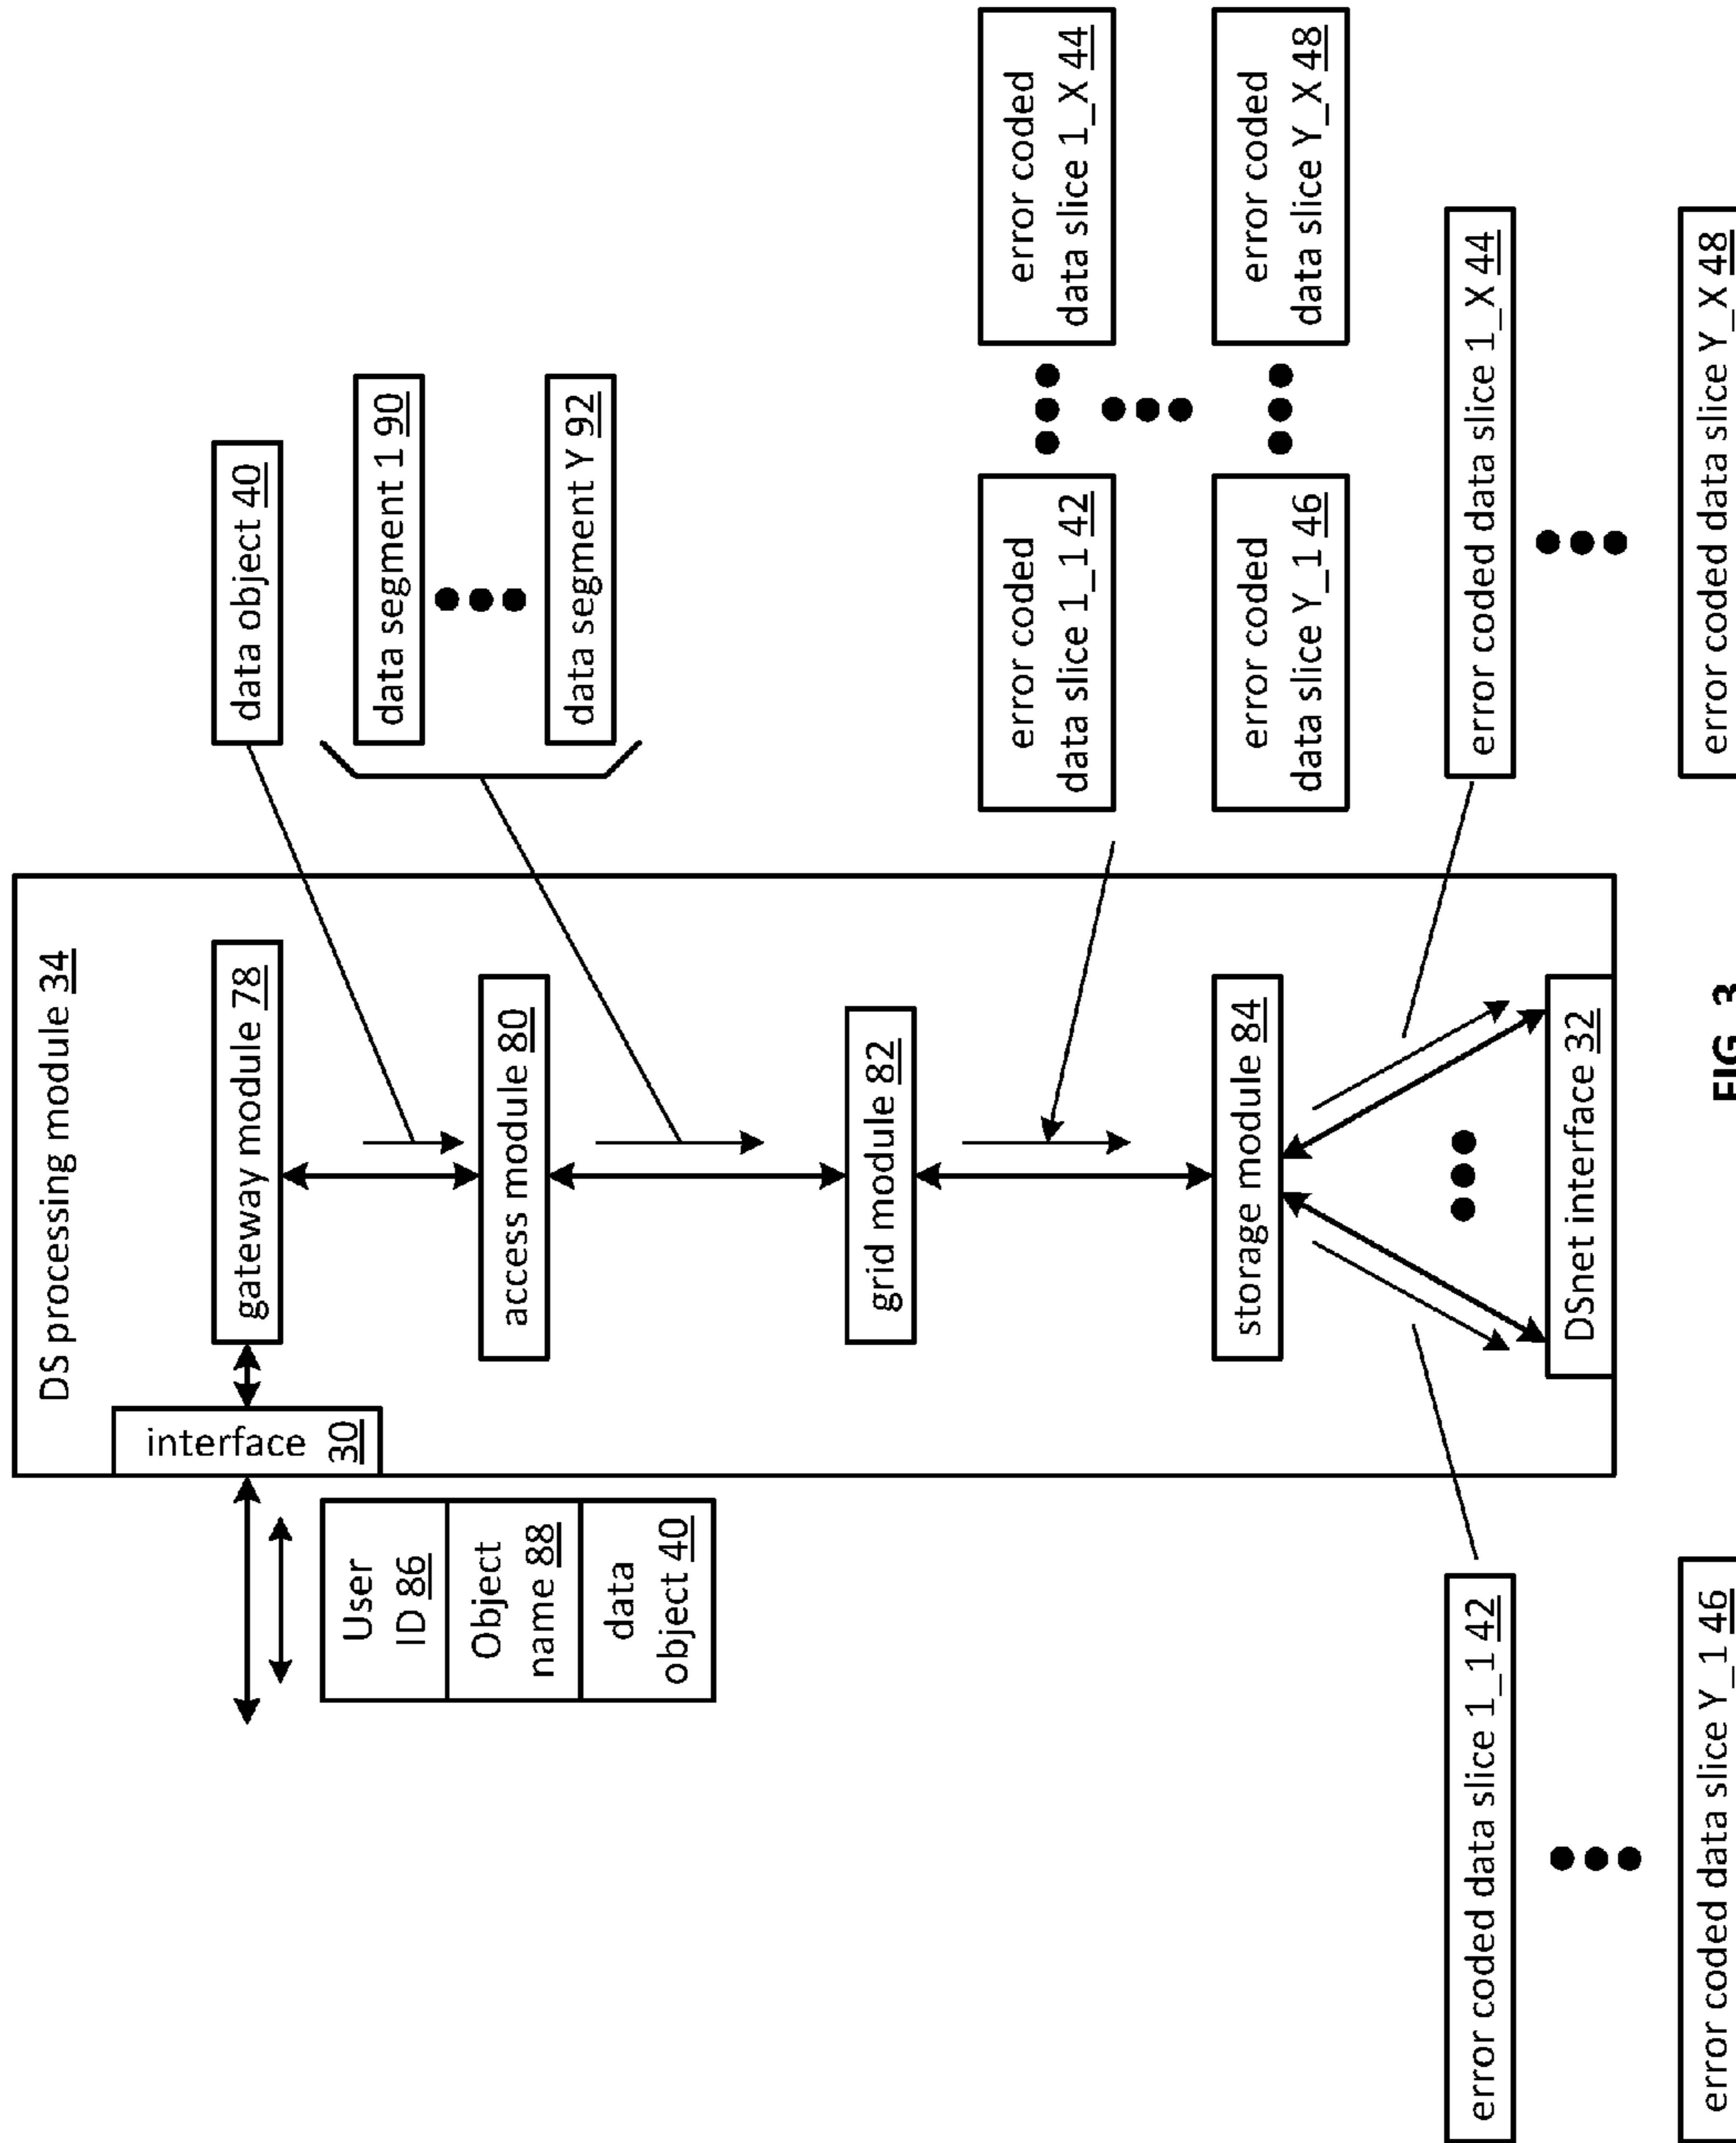 DS processing module 34
interface 30
gateway module 78
User
ID 86
Object
name 88
data
object 40
data object 40
access module 80
data segment 1 90
data segment Y 92
grid module 82
error coded
data slice 1_1 42
error coded
data slice 1_X 44
error coded
data slice Y_1 46
error coded
data slice Y_X 48
storage module 84
error coded data slice 1_1 42
error coded data slice 1_X 44
DSnet interface 32
error coded data slice Y_1 46
error coded data slice Y_X 48
FIG. 3